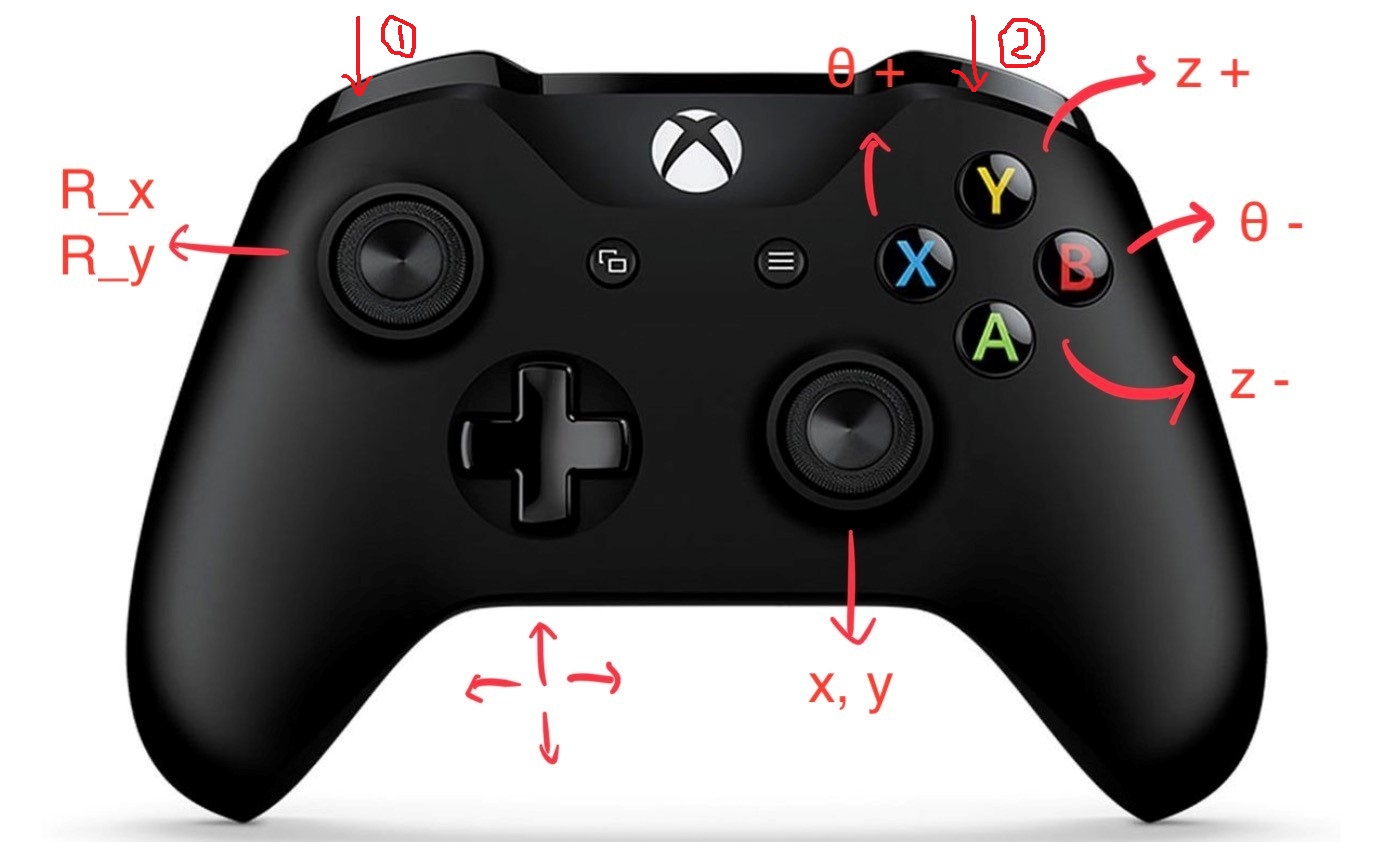 1
2
θ +
z +
R_x
R_y
Y
θ -
X
B
A
z -
x, y